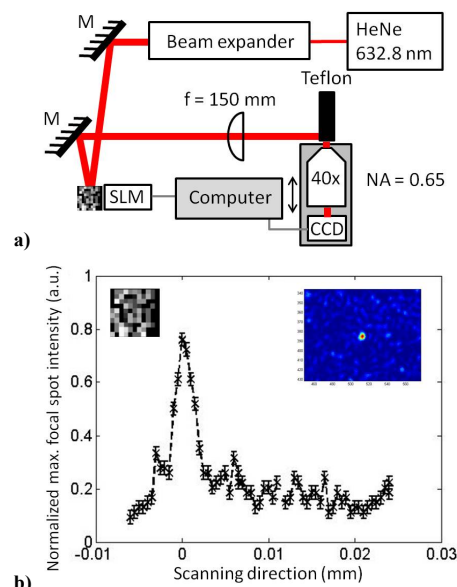 M
Beam expander
HeNe
632.8 nm
Teflon
M
f = 150 mm
40x
NA = 0.65
SLM
Computer
CCD
a)
1
0.8
0.6
0.4
0.2
0
-0.01
0
0.01
0.02
0.03
Normalized max. focal spot intensity (a.u.)
Scanning direction (mm)
b)